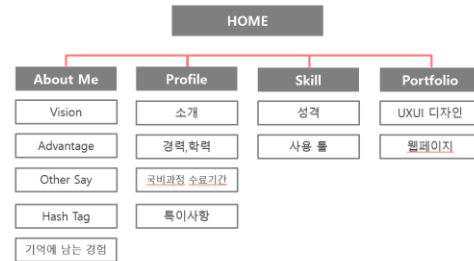 HOME
About Me
Vision
Advantage
Other Say
Hash Tag
기억에 남는 경험
Profile
소개
경력,학력
국비과정 수료기간
특이사항
Skill
성격
사용 툴
Portfolio
UXUI 디자인
웹페이지